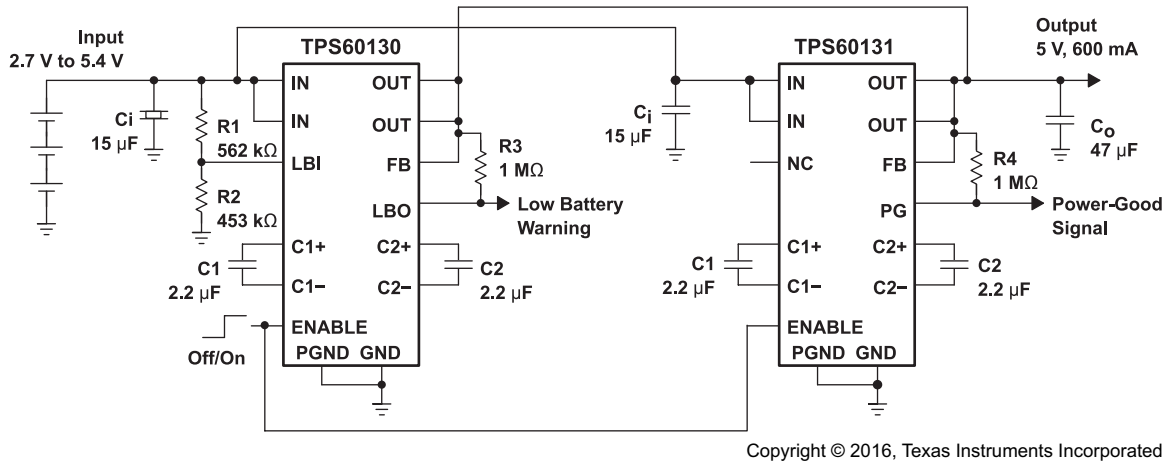 Input
2.7 V to 5.4 V
TPS60130
TPS60131
Output
5 V, 600 mA
IN
OUT
IN
OUT
Ci
15 µF
R1
562 kΩ
IN
OUT
Ci
15 µF
IN
OUT
Co
47 µF
LBI
FB
R3
1 MΩ
NC
FB
R4
1 MΩ
R2
453 kΩ
LBO
Low Battery
Warning
PG
Power-Good
Signal
C1+
C2+
C1
2.2 µF
C1–
C2–
C2
2.2 µF
C1+
C2+
C1
2.2 µF
C1–
C2–
C2
2.2 µF
Off/On
ENABLE
PGND GND
ENABLE
PGND GND
Copyright © 2016, Texas Instruments Incorporated